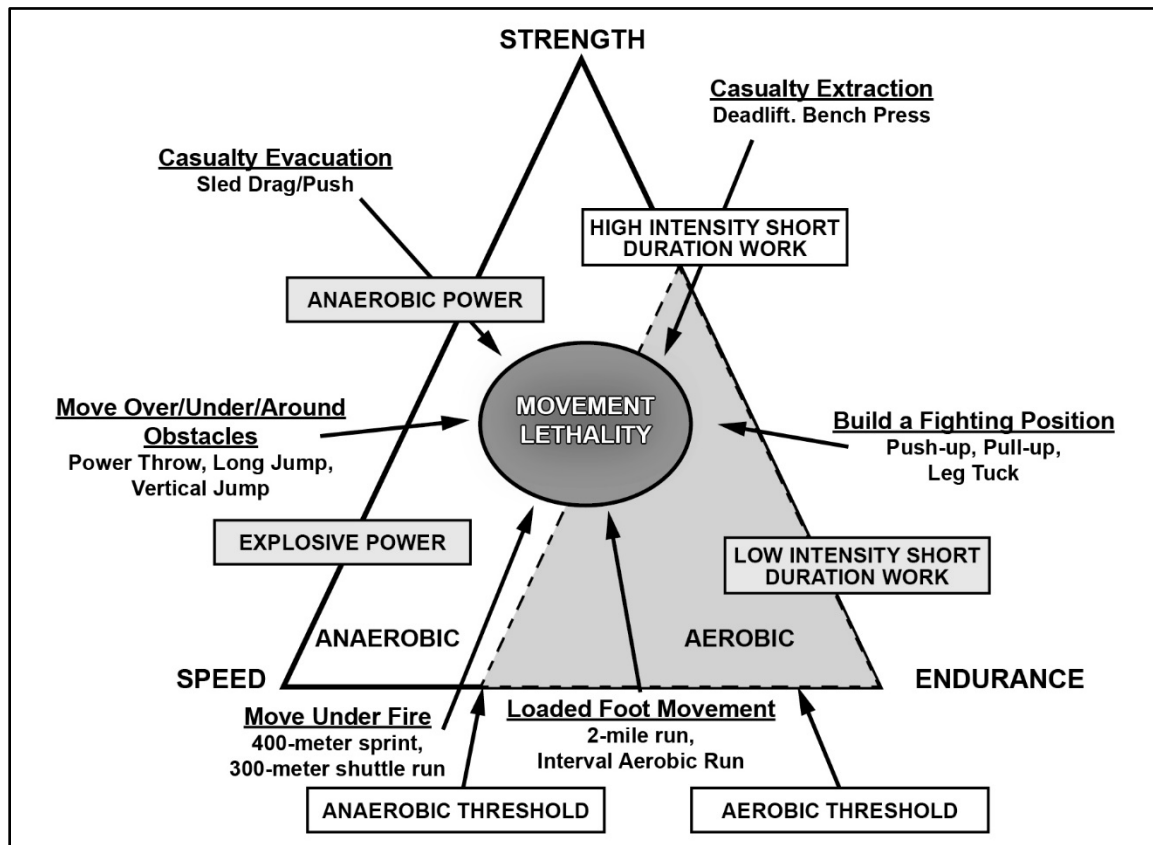 STRENGTH
Casualty Extraction
Deadlift. Bench Press
Casualty Evacuation
Sled Drag/Push
HIGH INTENSITY SHORT
DURATION WORK
ANAEROBIC POWER
MOVEMENT
LETHALITY
Move Over/Under/Around
Obstacles
Power Throw, Long Jump,
Vertical Jump
Build a Fighting Position
Push-up, Pull-up,
Leg Tuck
EXPLOSIVE POWER
LOW INTENSITY SHORT
DURATION WORK
ANAEROBIC
AEROBIC
SPEED
ENDURANCE
Move Under Fire
400-meter sprint,
300-meter shuttle run
Loaded Foot Movement
2-mile run,
Interval Aerobic Run
ANAEROBIC THRESHOLD
AEROBIC THRESHOLD